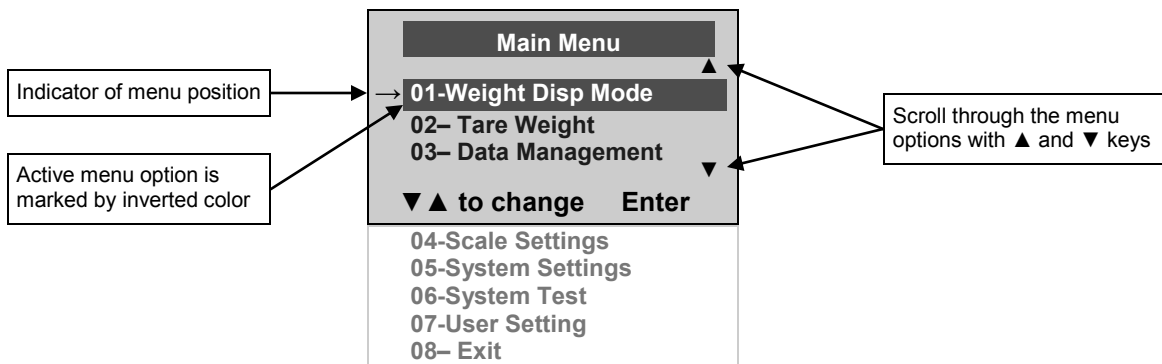 Main Menu
▲
Indicator of menu position
→ 01-Weight Disp Mode
02– Tare Weight
03– Data Management
▼
Scroll through the menu
options with ▲ and ▼ keys
Active menu option is
marked by inverted color
▼▲ to change Enter
04-Scale Settings
05-System Settings
06-System Test
07-User Setting
08– Exit